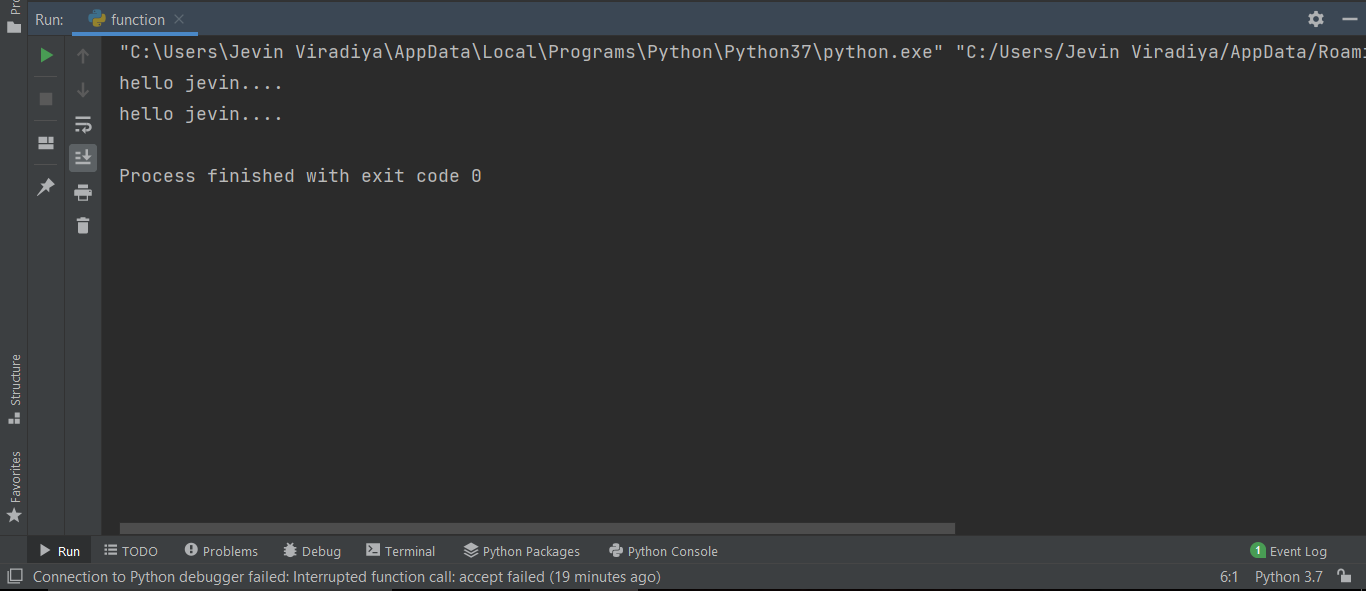 Run: function
"C:\Users\Jevin Viradiya\AppData\Local\Programs\Python\Python37\python.exe" "C:/Users/Jevin Viradiya/AppData/Roami
hello jevin....
hello jevin....
Process finished with exit code 0
Structure
Favorites
Run TODO Problems Debug Terminal Python Packages Python Console 1 Event Log
Connection to Python debugger failed: Interrupted function call: accept failed (19 minutes ago) 6:1 Python 3.7